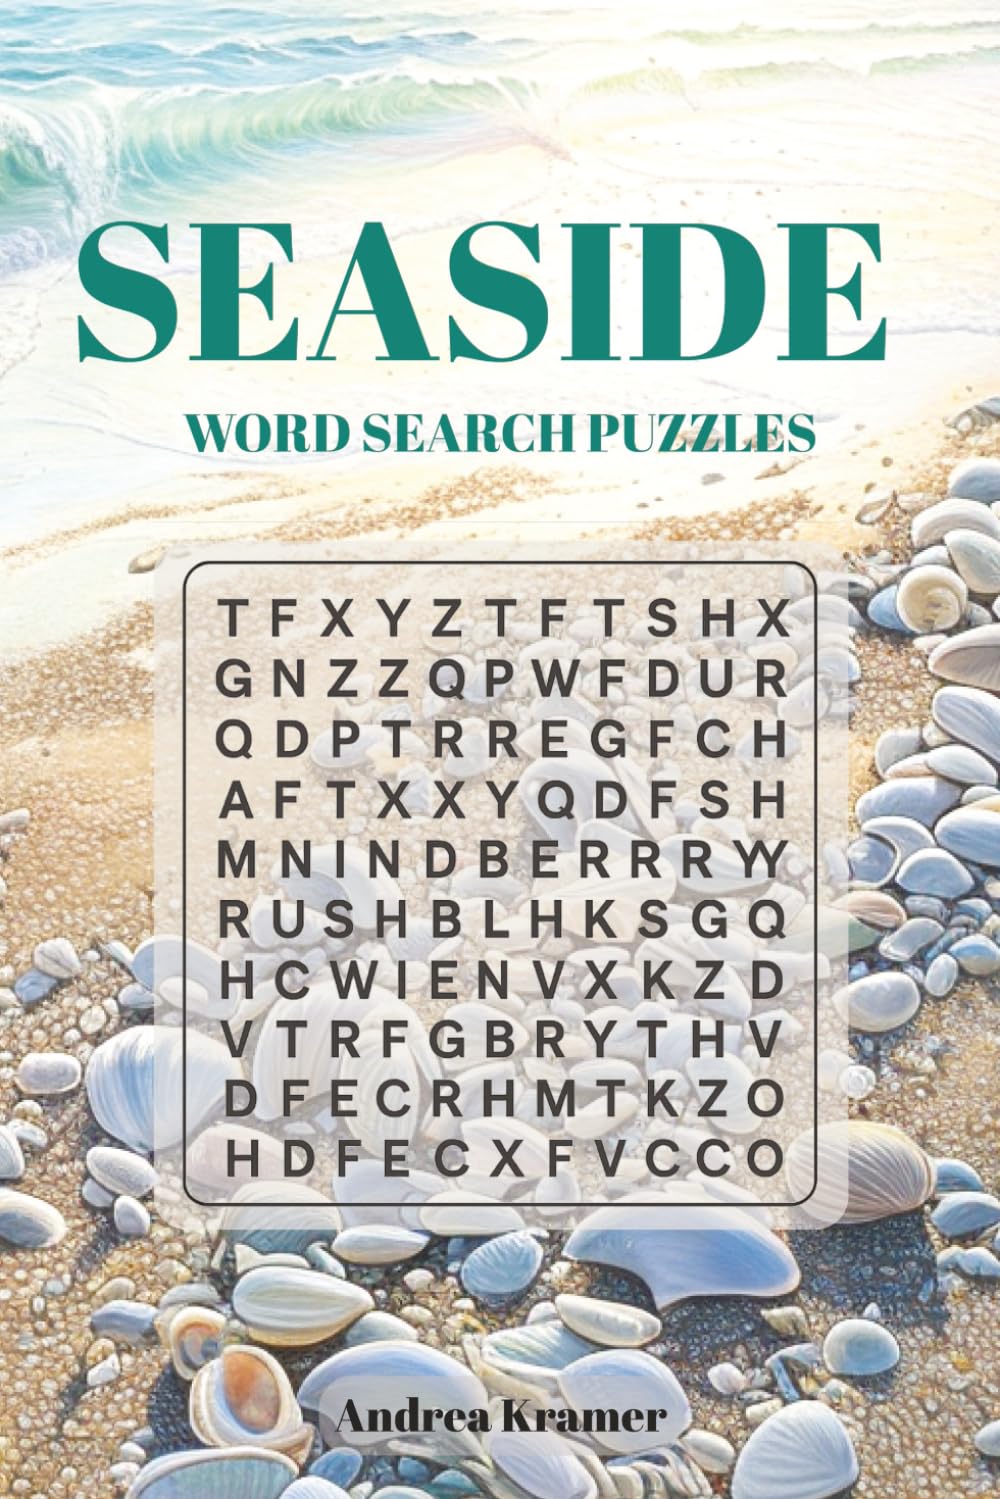 SEASIDE
WORD SEARCH PUZZLES
T F X Y Z T F T S H X
G N Z Z Q P W F D U R
Q D P T R R E G F C H
A F T X X Y Q D F S H
M N I N D B E R R R Y Y
R U S H B L H K S G Q
H C W I E N V X K Z D
V T R F G B R Y T H V
D F E C R H M T K Z O
H D F E C X F V C C O
Andrea Kramer